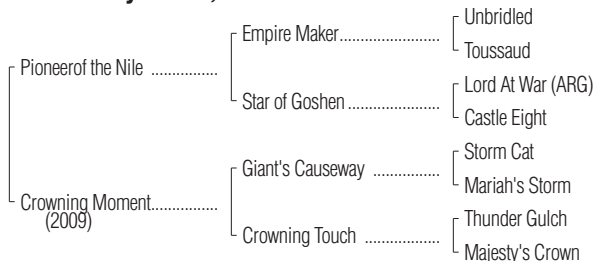 Unbridled
Empire Maker....................
Toussaud
Pioneerof the Nile ...............
Lord At War (ARG)
Star of Goshen.....................
Castle Eight
Storm Cat
Giant's Causeway ...............
Mariah's Storm
Crowning Moment...............
(2009)
Thunder Gulch
Crowning Touch .................
Majesty's Crown